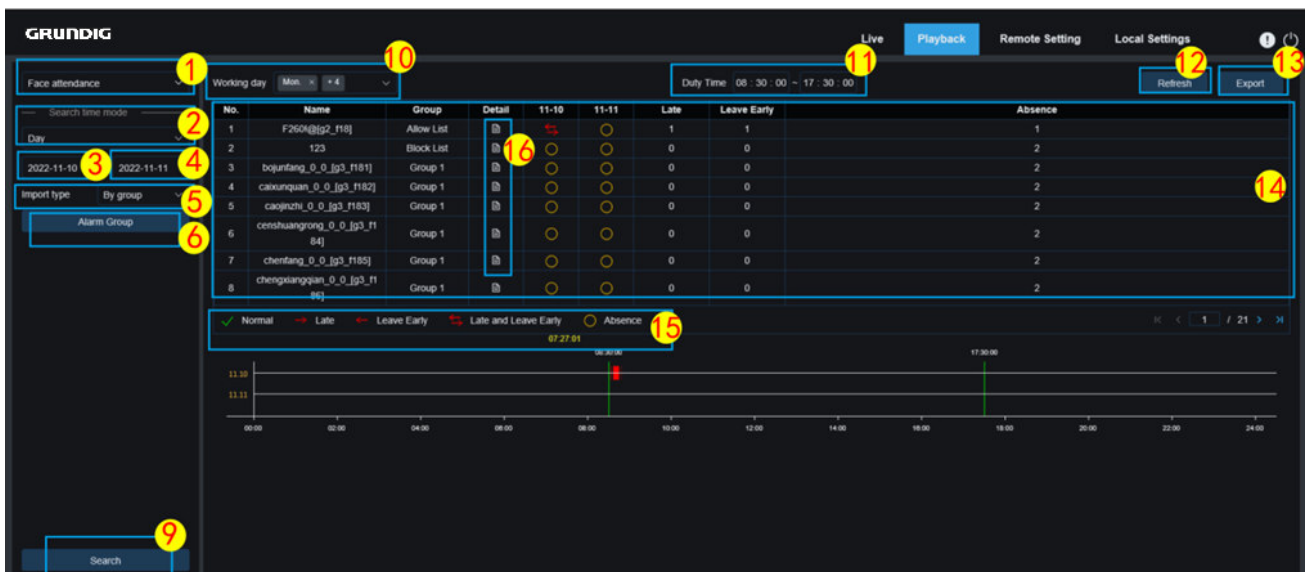 GRUNDIG
Live Playback Remote Setting Local Settings
1 10 11 12 13
Face attendance
Working day Mon. × + 4
Duty Time 08 : 30 : 00 ~ 17 : 30 : 00
Refresh Export
Search time mode 2
Day
2022-11-10 3 2022-11-11 4
Import type By group 5
Alarm Group 6
No. Name Group Detail 11-10 11-11 Late Leave Early Absence
1 Allow List 1 1 1
2 123 Block List 0 0 2
3 bojunfang_0_0_[g3_f181] Group 1 0 0 2
4 caixunquan_0_0_[g3_f182] Group 1 0 0 2
5 caojinzhi_0_0_[g3_f183] Group 1 0 0 2
6 censhuangrong_0_0_[g3_f1
84] Group 1 0 0 2
7 chenfang_0_0_[g3_f185] Group 1 0 0 2
8 chengxiangqian_0_0_[g3_f1
86] Group 1 0 0 2
16 14
Normal Late Leave Early Late and Leave Early Absence 15
1 / 21
07:27:01
08:30:00 17:30:00
11.10
11.11
00:00 02:00 04:00 06:00 08:00 10:00 12:00 14:00 16:00 18:00 20:00 22:00 24:00
9
Search